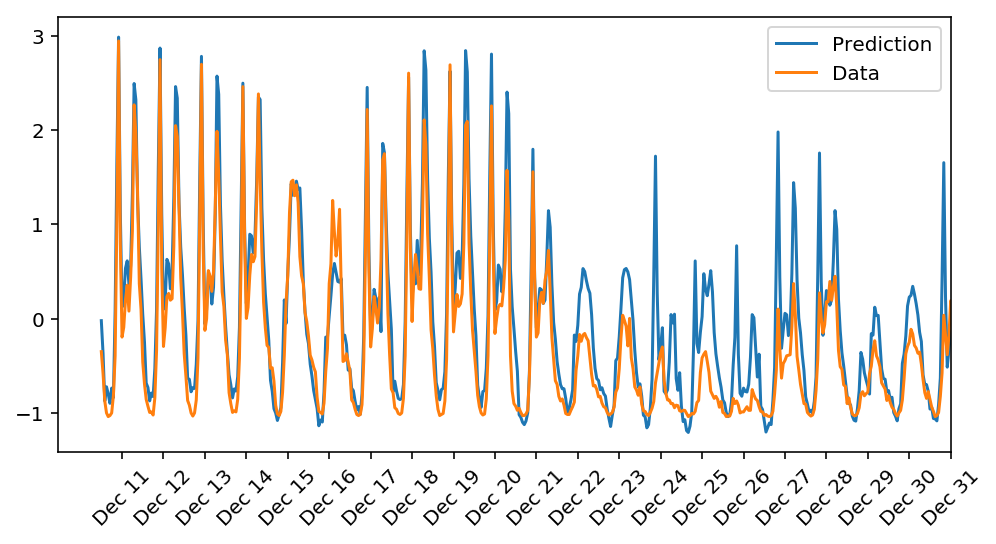 Prediction
Data
3
2
1
0
−1
Dec 11
Dec 12
Dec 13
Dec 14
Dec 15
Dec 16
Dec 17
Dec 18
Dec 19
Dec 20
Dec 21
Dec 22
Dec 23
Dec 24
Dec 25
Dec 26
Dec 27
Dec 28
Dec 29
Dec 30
Dec 31